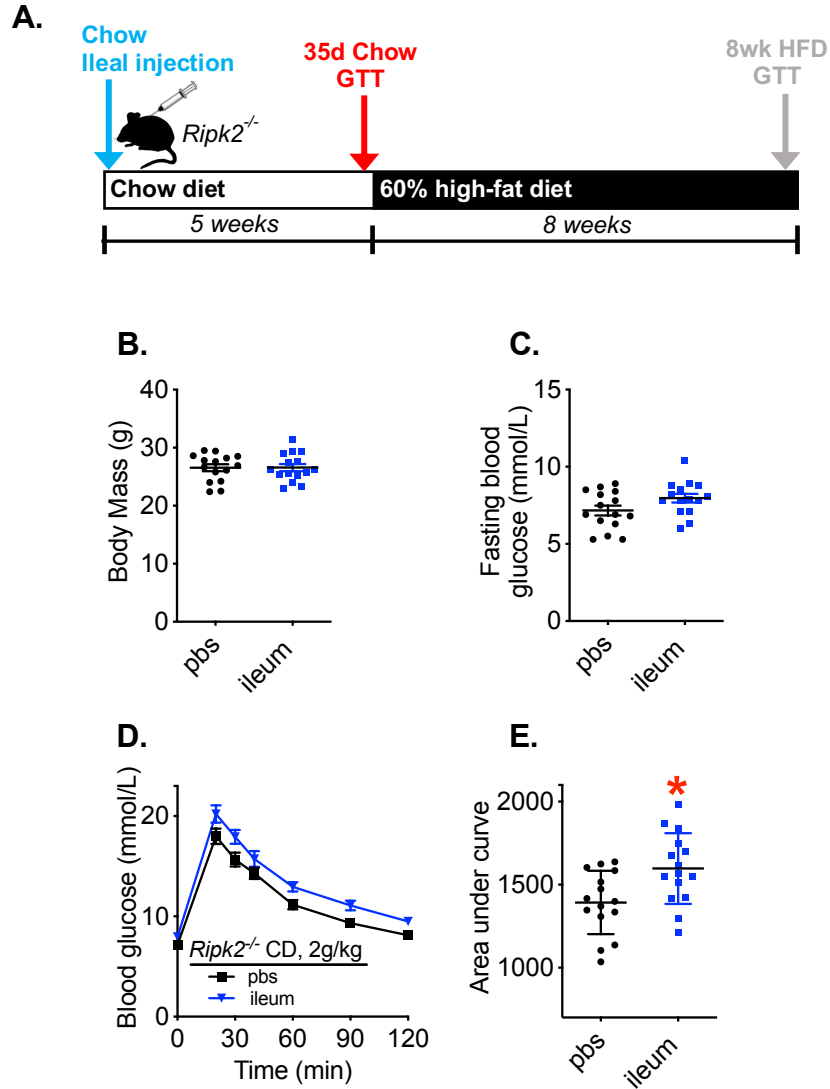 A.
Chow
Ileal injection
35d Chow
GTT
8wk HFD
GTT
Ripk2-/-
Chow diet
60% high-fat diet
5 weeks
8 weeks
B.
Body Mass (g)
40
30
20
10
0
pbs
ileum
C.
Fasting blood
glucose (mmol/L)
15
10
5
0
pbs
ileum
D.
Blood glucose (mmol/L)
20
10
0
Ripk2-/- CD, 2g/kg
pbs
ileum
0
30
60
90
120
Time (min)
E.
Area under curve
2000
1500
1000
*
pbs
ileum